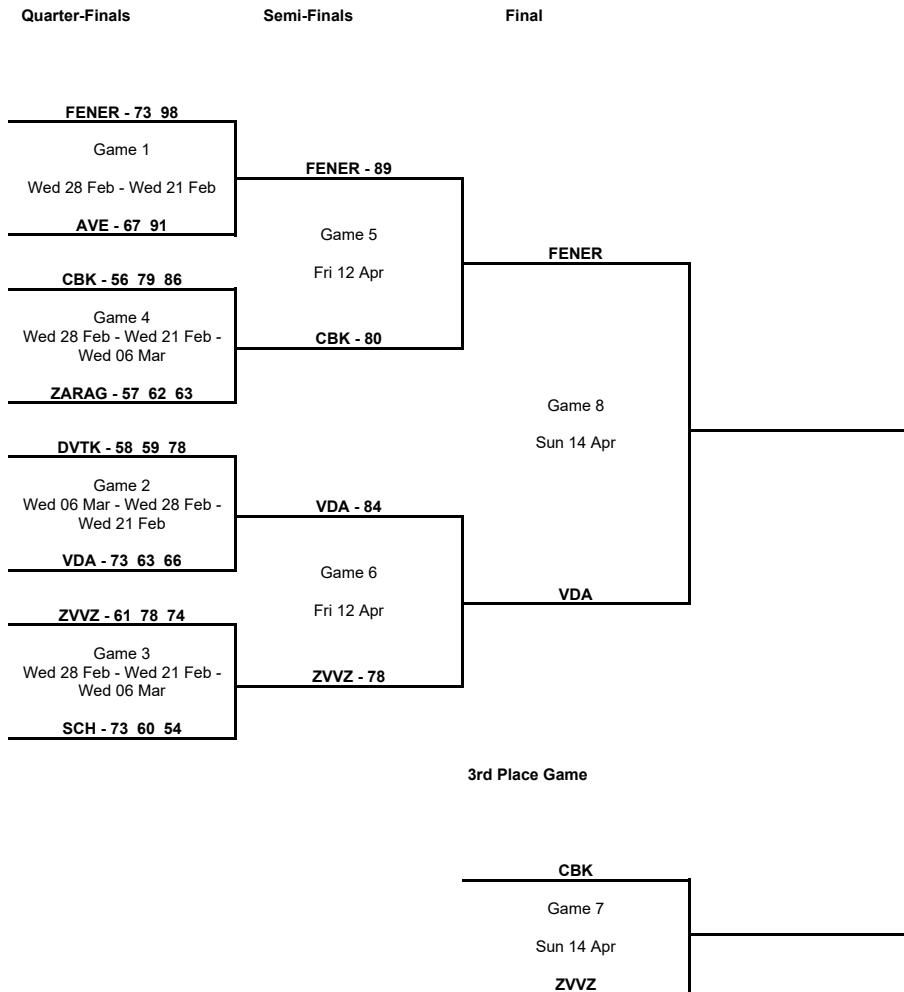 Quarter-Finals Semi-Finals Final
FENER - 73 98
Game 1
Wed 28 Feb - Wed 21 Feb
AVE - 67 91
CBK - 56 79 86
Game 4
Wed 28 Feb - Wed 21 Feb -
Wed 06 Mar
ZARAG - 57 62 63
DVTK - 58 59 78
Game 2
Wed 06 Mar - Wed 28 Feb -
Wed 21 Feb
VDA - 73 63 66
ZVVZ - 61 78 74
Game 3
Wed 28 Feb - Wed 21 Feb -
Wed 06 Mar
SCH - 73 60 54
FENER - 89
Game 5
Fri 12 Apr
CBK - 80
VDA - 84
Game 6
Fri 12 Apr
ZVVZ - 78
FENER
Game 8
Sun 14 Apr
VDA
3rd Place Game
CBK
Game 7
Sun 14 Apr
ZVVZ